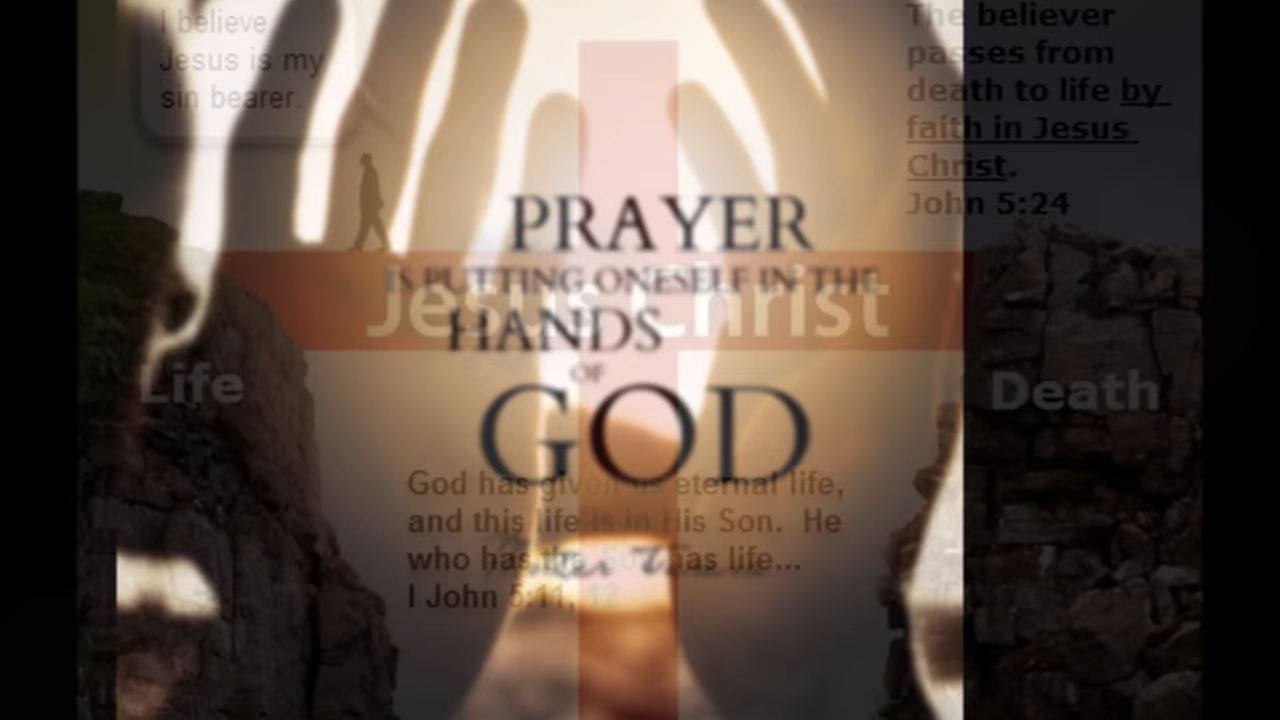 I believe
Jesus is my
sin bearer.
The believer
passes from
death to life by
faith in Jesus
Christ.
John 5:24
PRAYER
IS PUTTING ONESELF IN THE
Jesus Christ
HANDS
OF
GOD
Life
Death
God has given us eternal life,
and this life is in His Son. He
who has the Son has life...
I John 5:11, 12